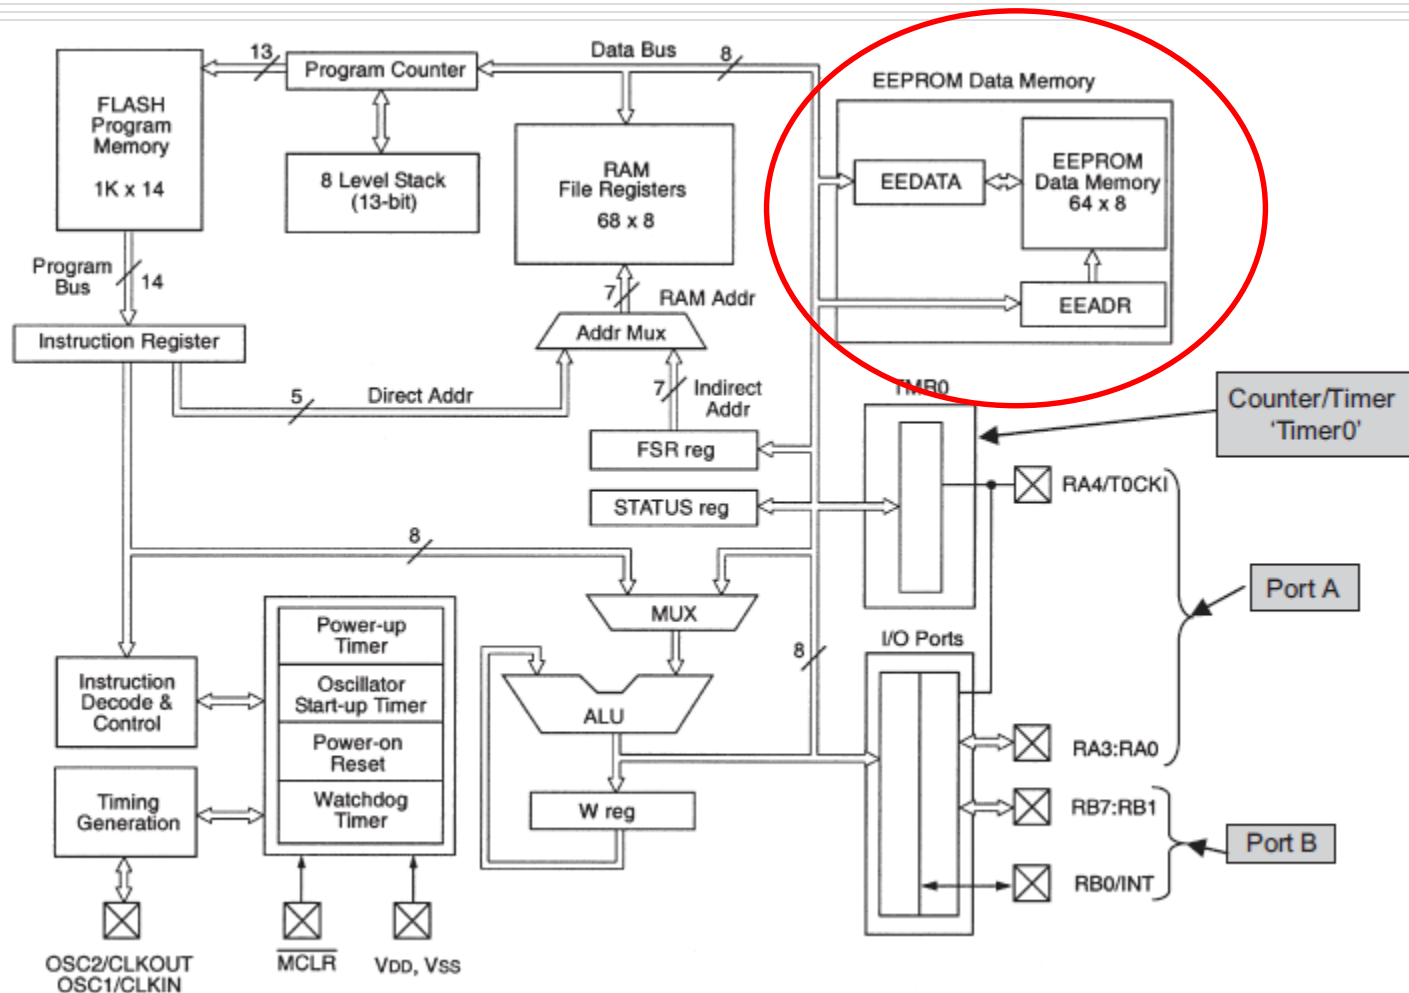 13
Program Counter
Data Bus
8
EEPROM Data Memory
FLASH
Program
Memory
1K x 14
8 Level Stack
(13-bit)
RAM
File Registers
68 x 8
EEDATA
EEPROM
Data Memory
64 x 8
EEADR
Program
Bus
14
7
RAM Addr
Instruction Register
Addr Mux
5
Direct Addr
7
Indirect
Addr
TMR0
Counter/Timer
'Timer0'
FSR reg
STATUS reg
RA4/T0CKI
8
MUX
Port A
Power-up
Timer
Oscillator
Start-up Timer
Power-on
Reset
Watchdog
Timer
Instruction
Decode &
Control
Timing
Generation
8
I/O Ports
ALU
W reg
RA3:RA0
RB7:RB1
Port B
RB0/INT
OSC2/CLKOUT
OSC1/CLKIN
MCLR
VDD, VSS